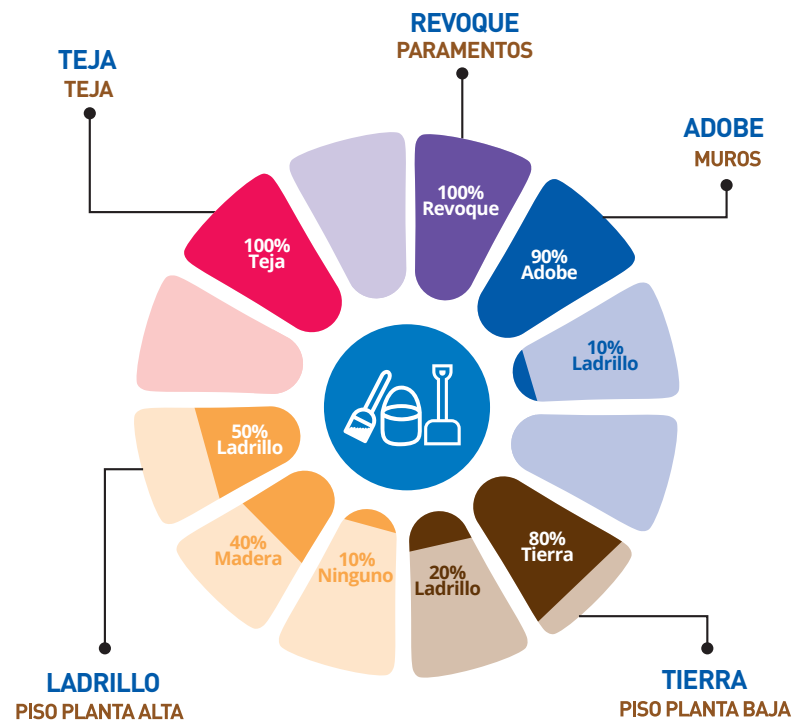 REVOQUE
PARAMENTOS
TEJA
TEJA
ADOBE
MUROS
100%
Revoque
100%
Teja
90%
Adobe
10%
Ladrillo
50%
Ladrillo
80%
Tierra
40%
Madera
10%
Ninguno
20%
Ladrillo
LADRILLO
PISO PLANTA ALTA
TIERRA
PISO PLANTA BAJA